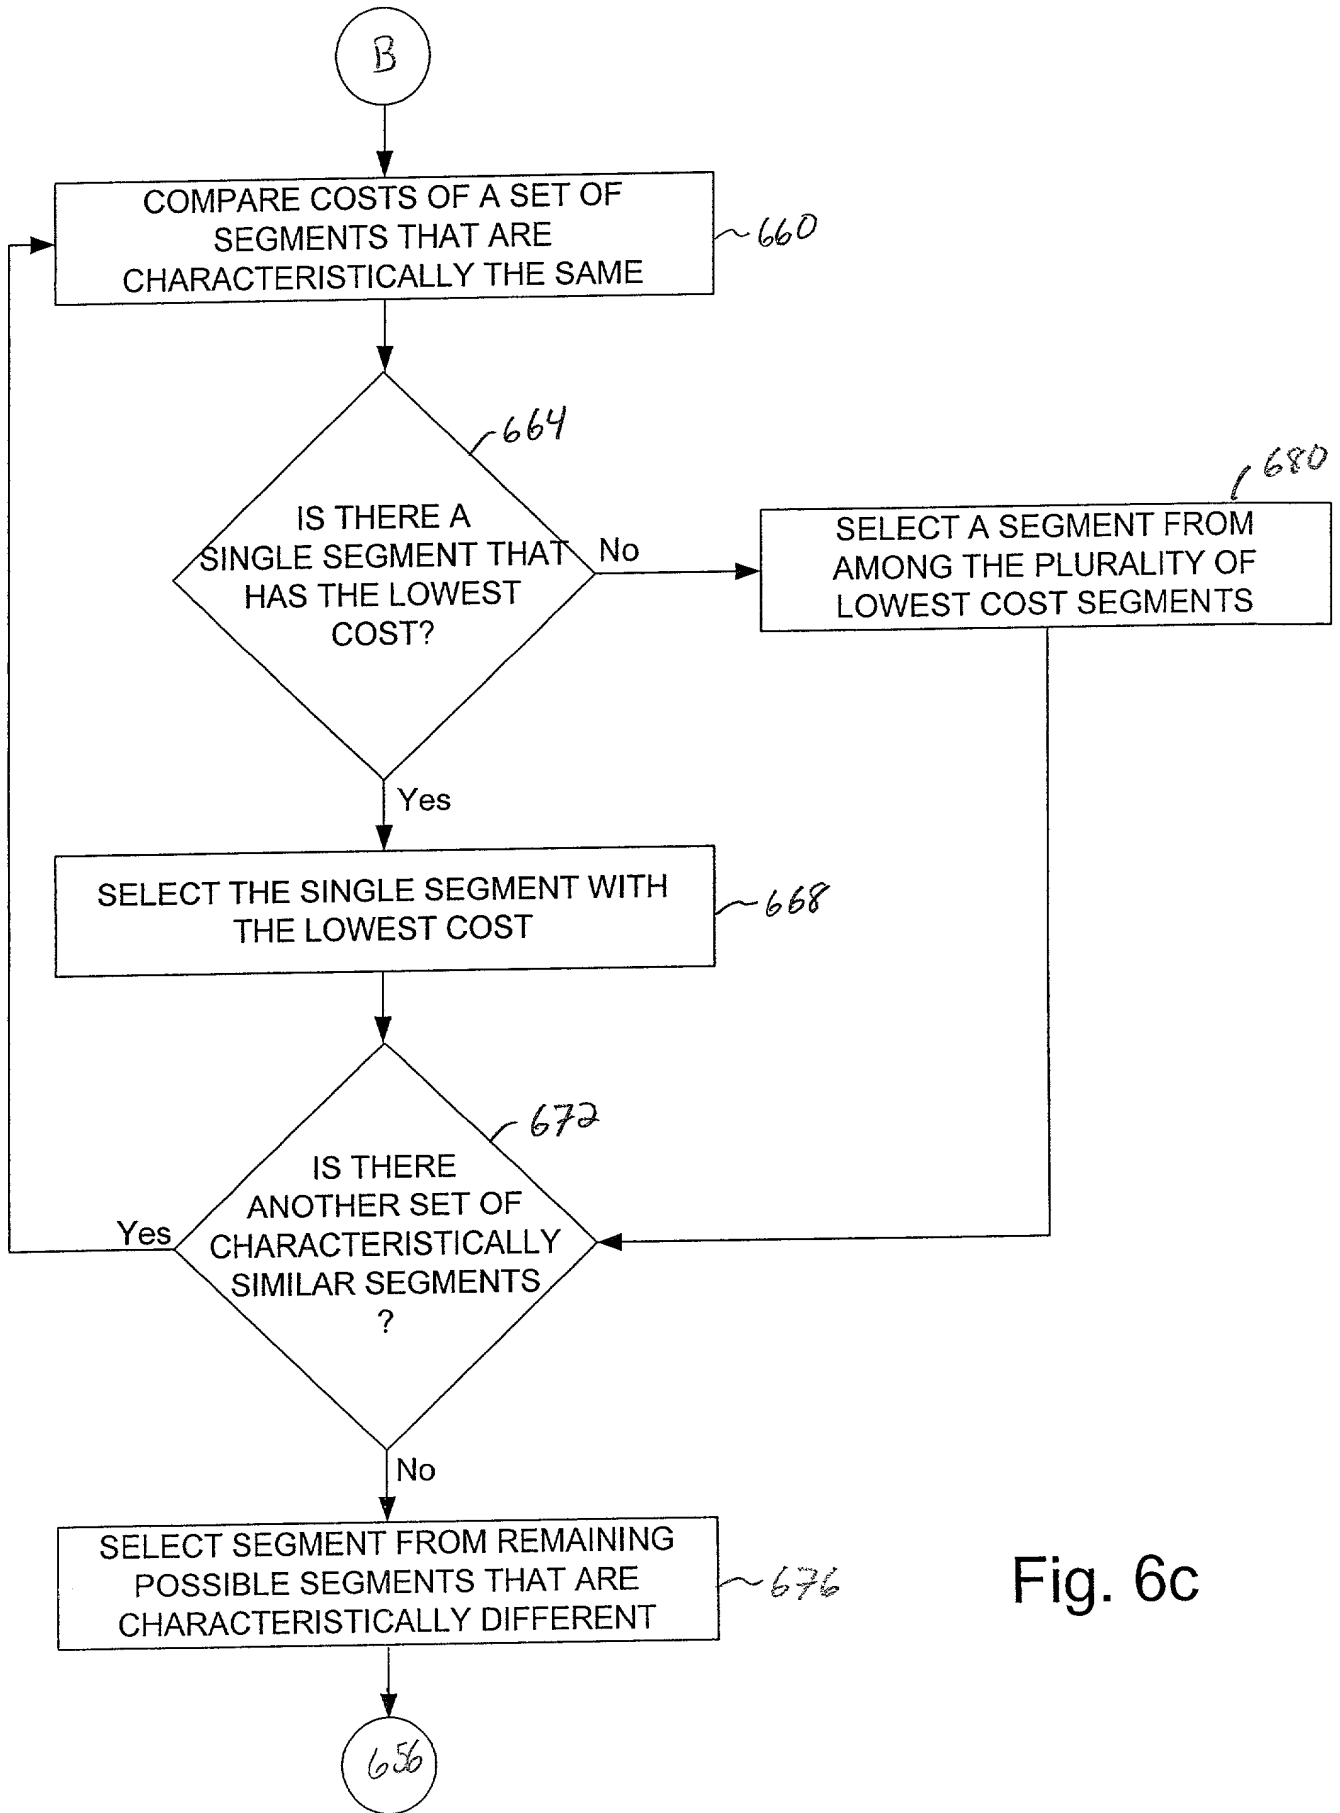 B
COMPARE COSTS OF A SET OF
SEGMENTS THAT ARE
CHARACTERISTICALLY THE SAME
660
664
IS THERE A
SINGLE SEGMENT THAT
HAS THE LOWEST
COST?
No
680
SELECT A SEGMENT FROM
AMONG THE PLURALITY OF
LOWEST COST SEGMENTS
Yes
SELECT THE SINGLE SEGMENT WITH
THE LOWEST COST
668
672
IS THERE
ANOTHER SET OF
CHARACTERISTICALLY
SIMILAR SEGMENTS
?
Yes
No
SELECT SEGMENT FROM REMAINING
POSSIBLE SEGMENTS THAT ARE
CHARACTERISTICALLY DIFFERENT
676
Fig. 6c
656